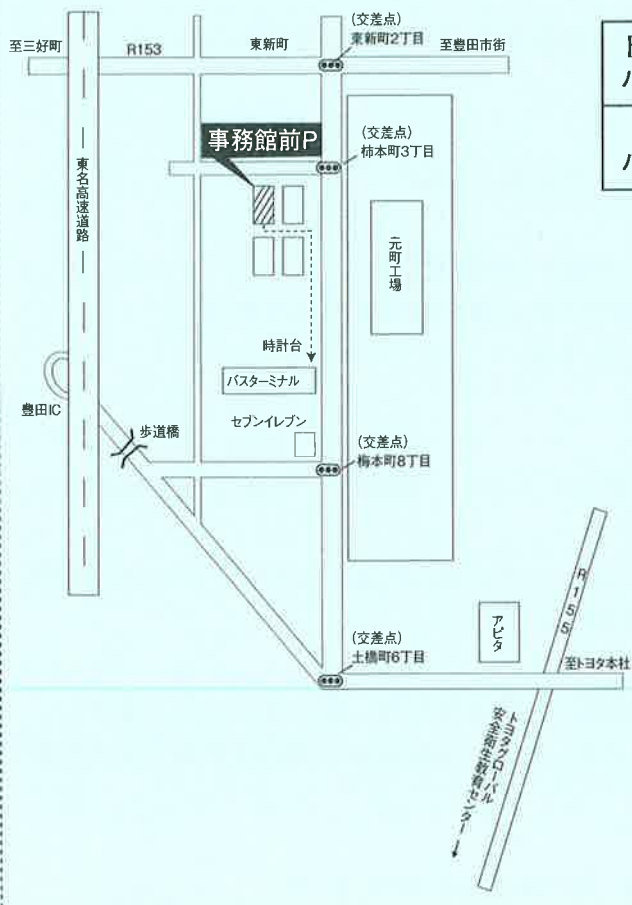 (交差点)
東新町2丁目
至三好町
R153
東新町
至豊田市街
事務館前P
(交差点)
柿本町3丁目
東名高速道路
元町工場
時計台
バスターミナル
豊田IC
歩道橋
セブンイレブン
(交差点)
梅本町8丁目
R155
アピタ
(交差点)
土橋町6丁目
至トヨタ本社
トヨタグローバル
安全衛生教育センター